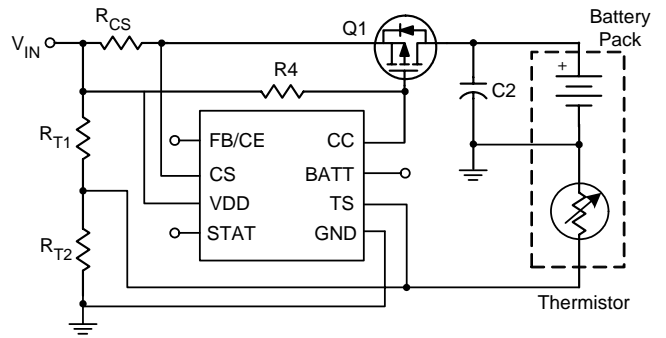 Battery
Pack
R_CS
Q1
V_IN
+
R4
C2
R_T1
FB/CE
CC
CS
BATT
VDD
TS
STAT
GND
R_T2
Thermistor